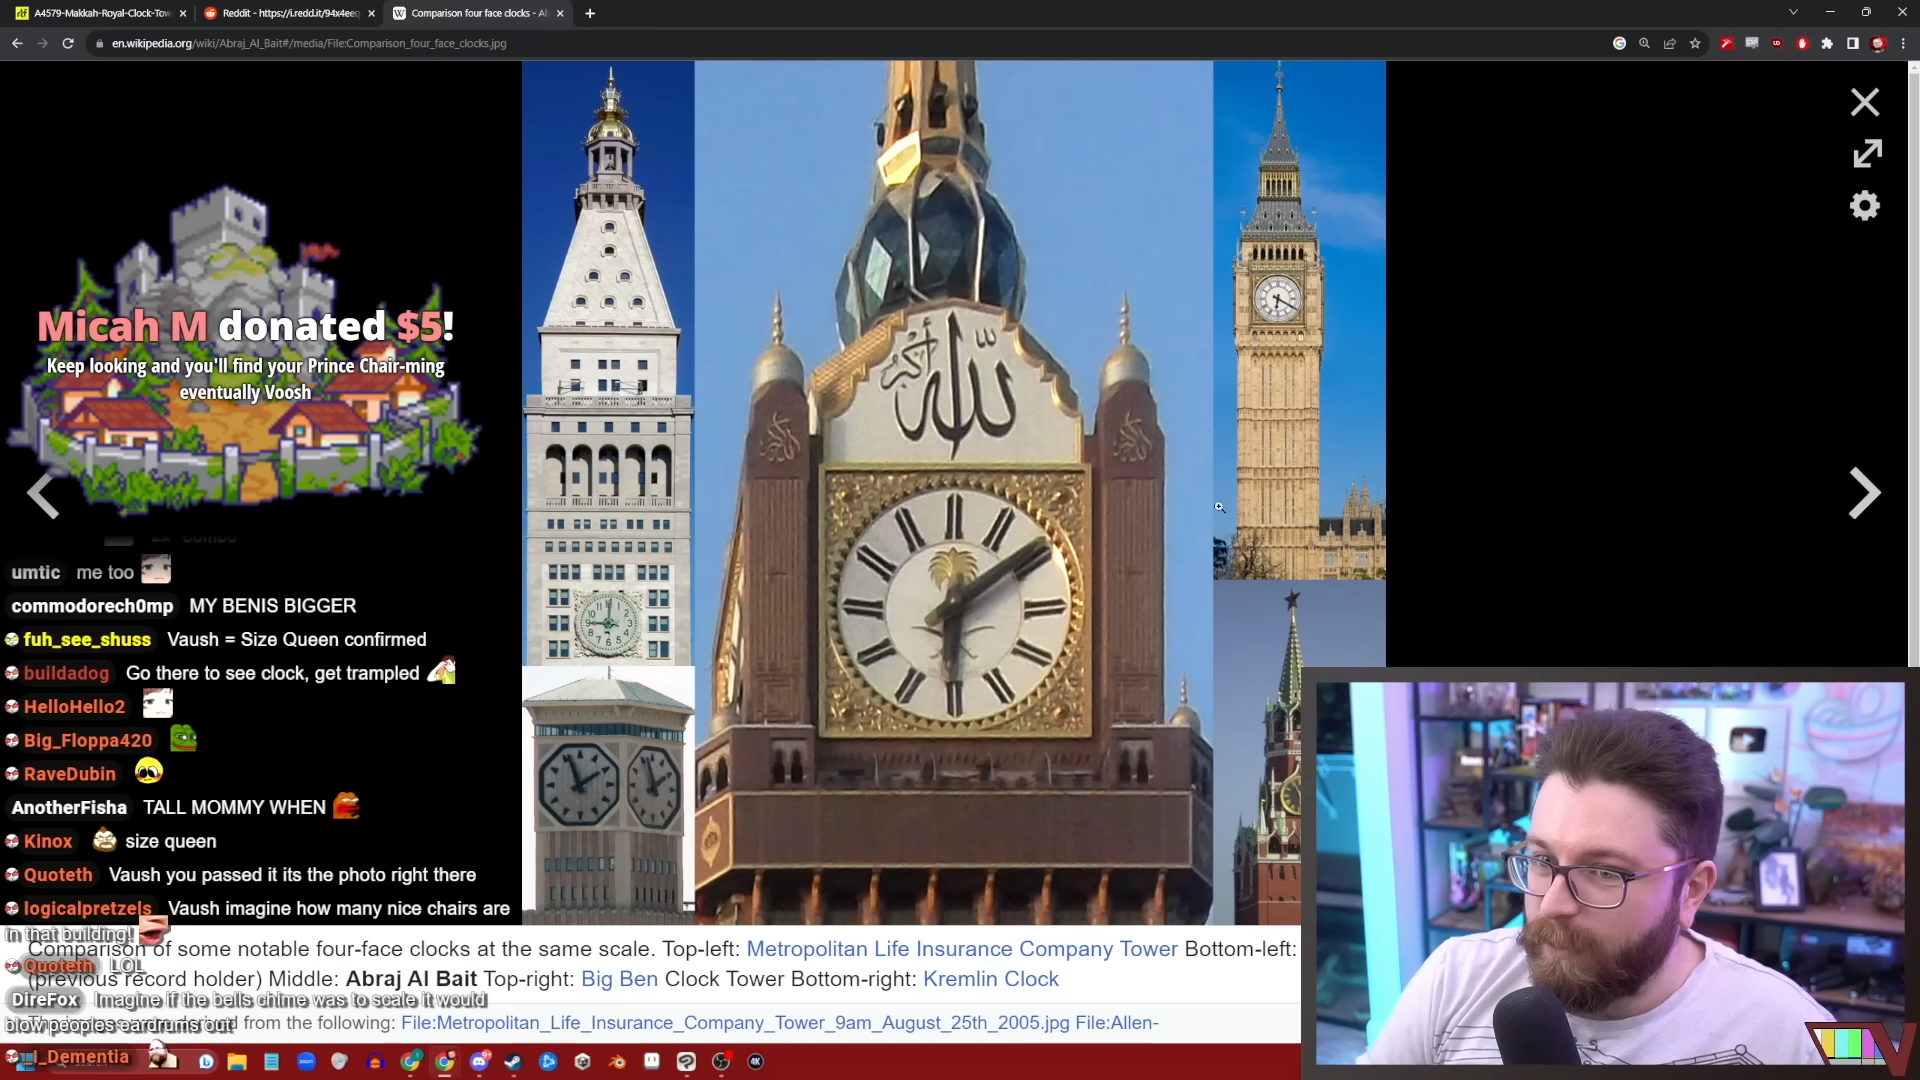 A4579-Makkah-Royal-Clock-Tow
Reddit - https://i.redd.it/94x4eeq
Comparison four face clocks - Ab
en.wikipedia.org/wiki/Abraj_Al_Bait#/media/File:Comparison_four_face_clocks.jpg
Micah M donated $5!
Keep looking and you'll find your Prince Chair-ming
eventually Voosh
الله أكبر
umtic me too
commodorech0mp MY BENIS BIGGER
fuh_see_shuss Vaush = Size Queen confirmed
buildadog Go there to see clock, get trampled
HelloHello2
Big_Floppa420
RaveDubin
AnotherFisha TALL MOMMY WHEN
Kinox size queen
Quoteth Vaush you passed it its the photo right there
logicalpretzels Vaush imagine how many nice chairs are
in that building!
Quoteth LOL
DireFox Imagine if the bells chime was to scale it would
blow peoples eardrums out
I_Dementia
Comparison of some notable four-face clocks at the same scale. Top-left: Metropolitan Life Insurance Company Tower Bottom-left:
(previous record holder) Middle: Abraj Al Bait Top-right: Big Ben Clock Tower Bottom-right: Kremlin Clock
from the following: File:Metropolitan_Life_Insurance_Company_Tower_9am_August_25th_2005.jpg File:Allen-
4K